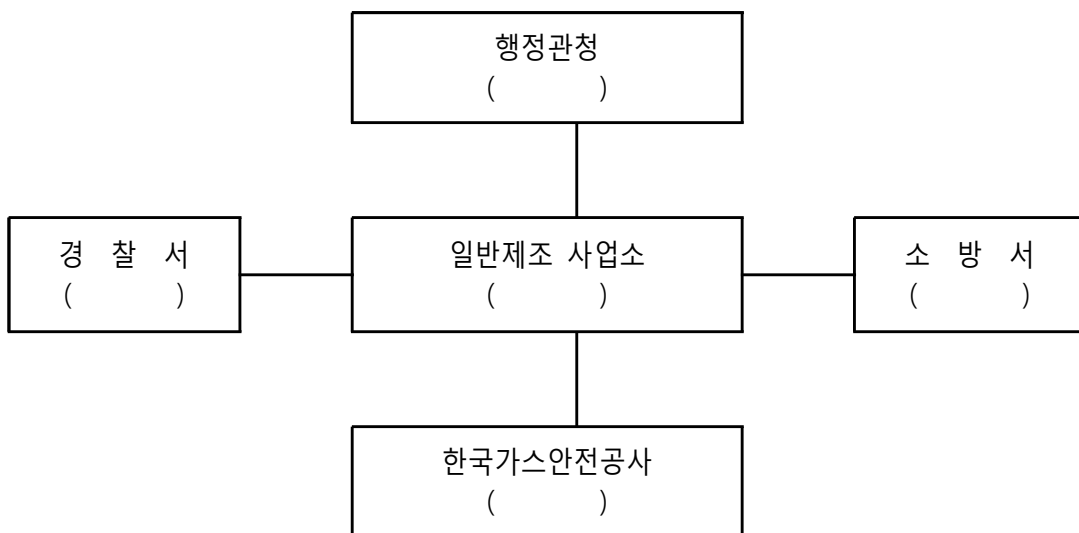 행정관청
(          )
경 찰 서
(          )
일반제조 사업소
(          )
소 방 서
(          )
한국가스안전공사
(          )